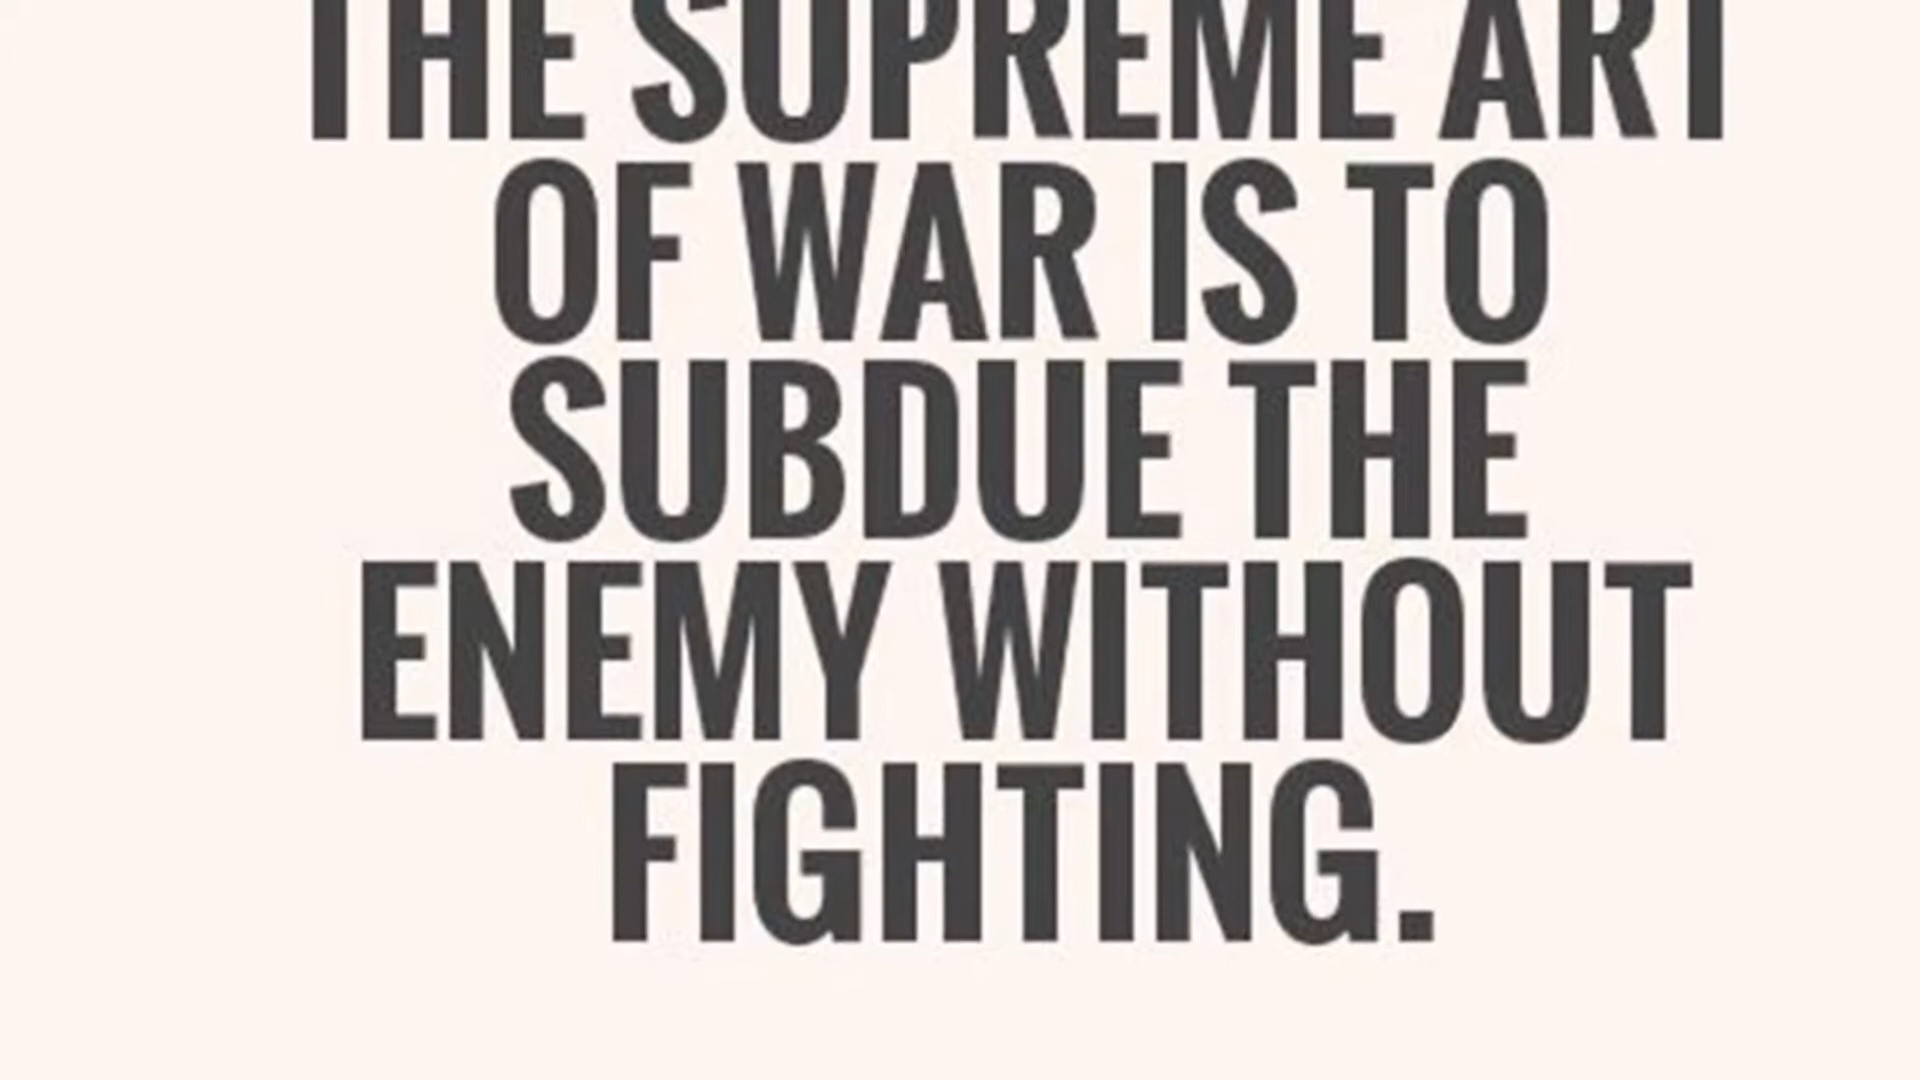 THE SUPREME ART
OF WAR IS TO
SUBDUE THE
ENEMY WITHOUT
FIGHTING.